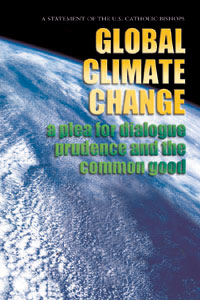 A STATEMENT OF THE U.S. CATHOLIC BISHOPS
GLOBAL
CLIMATE
CHANGE
a plea for dialogue
prudence and the
common good